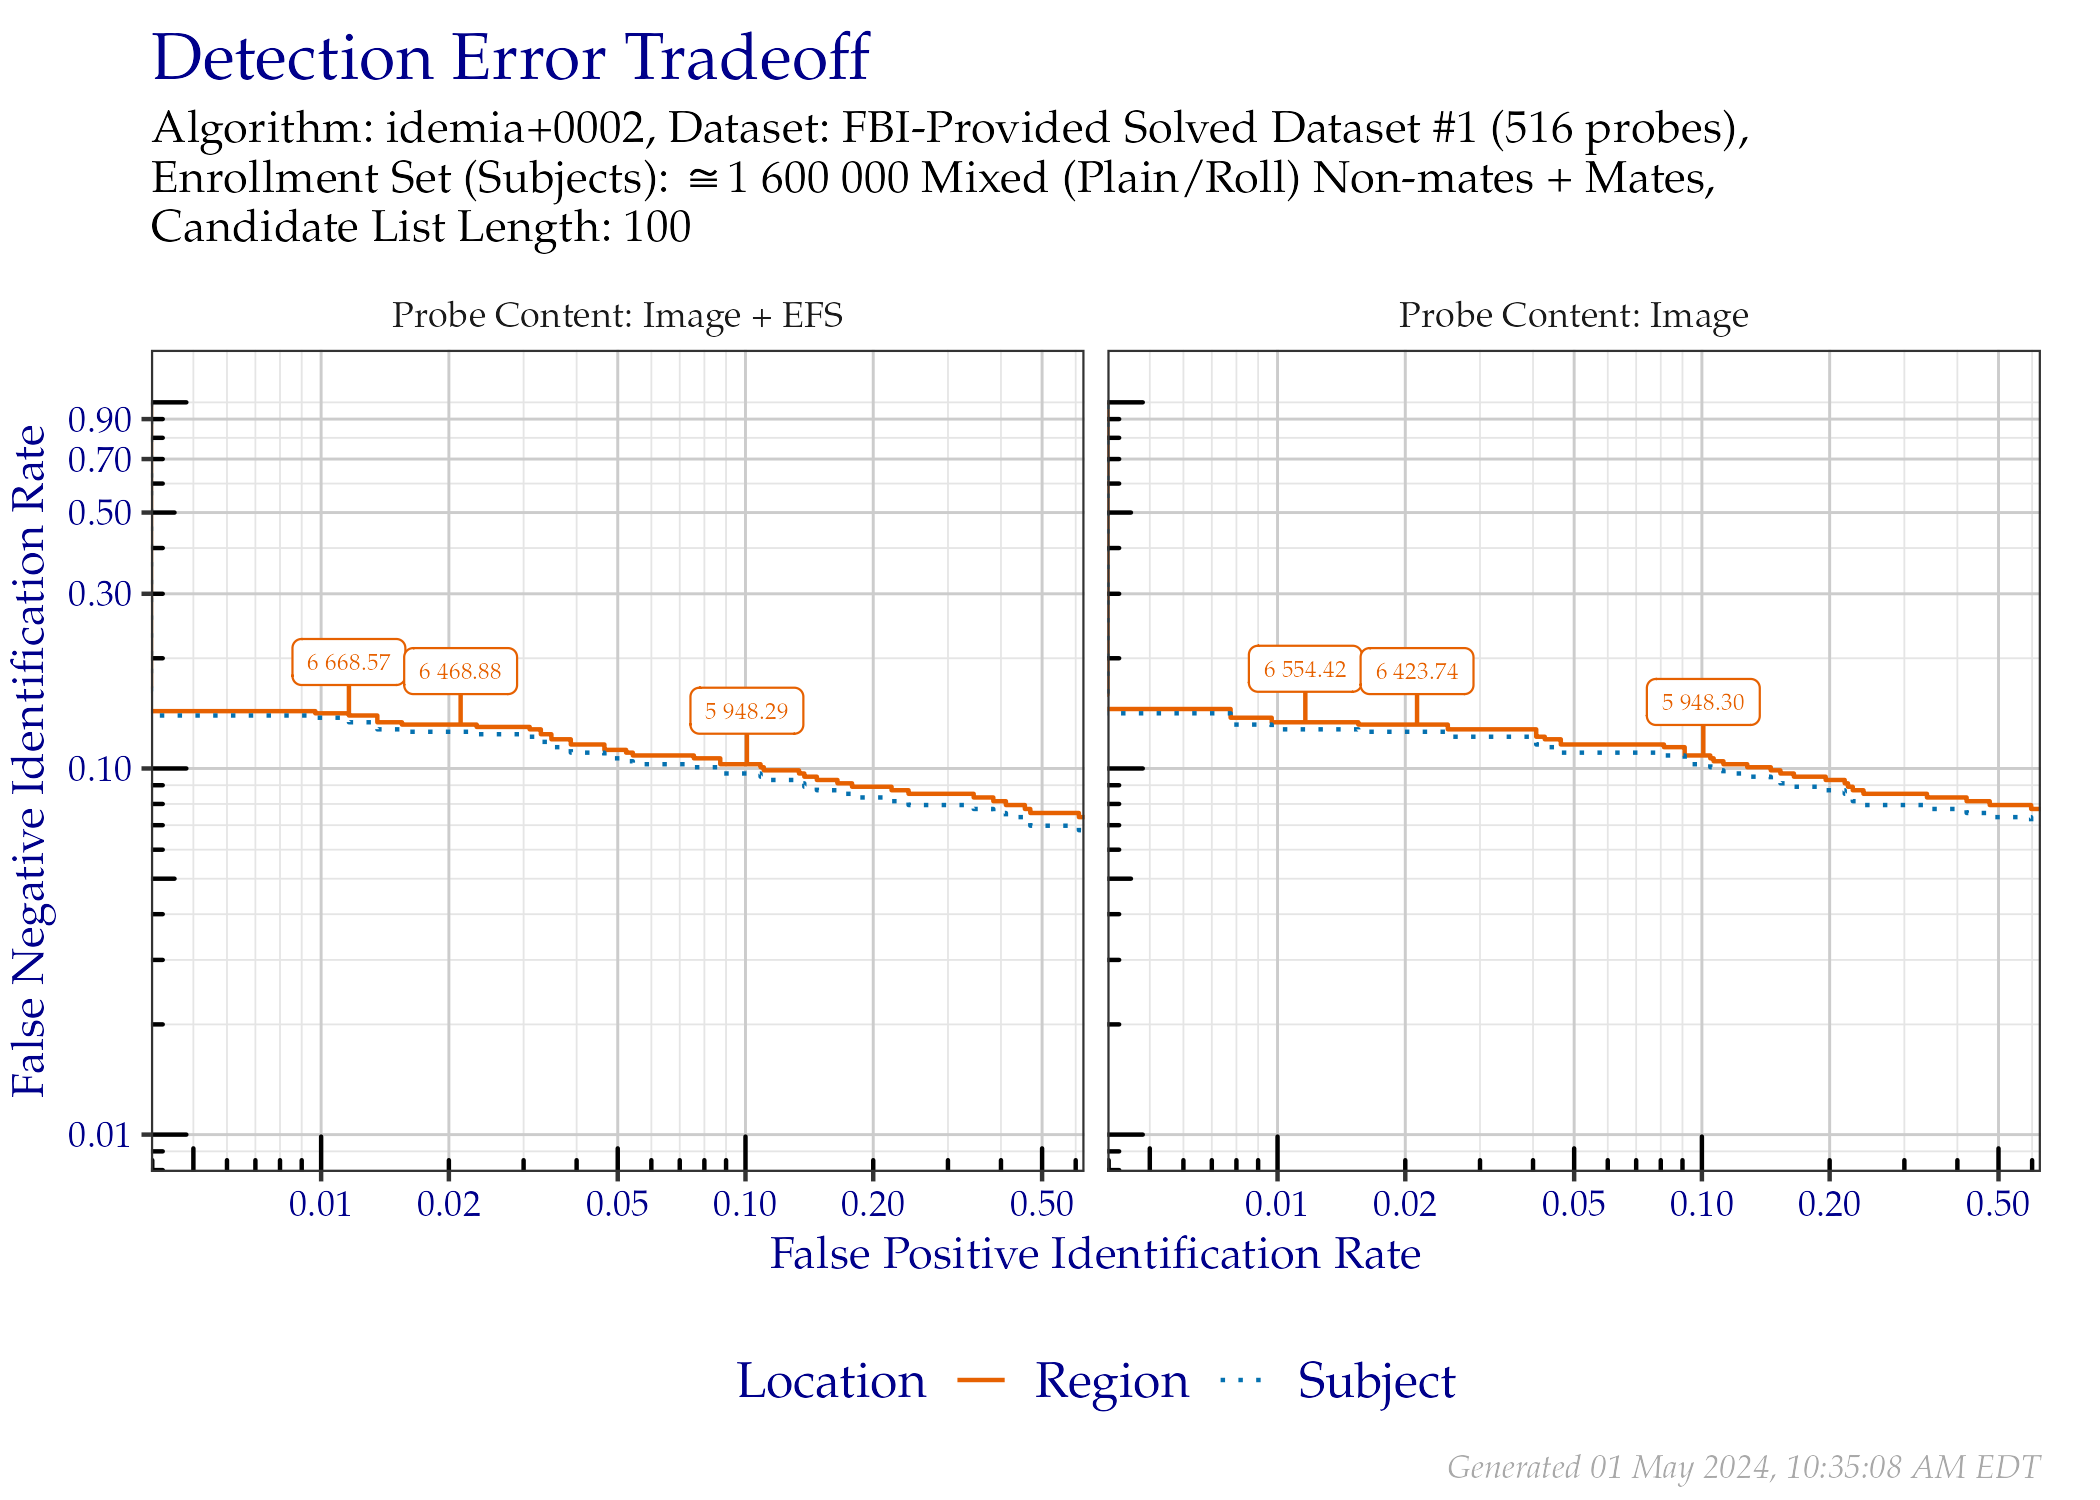 Detection Error Tradeoff
Algorithm: idemia+0002, Dataset: FBI-Provided Solved Dataset #1 (516 probes),
Enrollment Set (Subjects): ≅1 600 000 Mixed (Plain/Roll) Non-mates + Mates,
Candidate List Length: 100
Probe Content: Image + EFS
Probe Content: Image
False Negative Identification Rate
0.90
0.70
0.50
0.30
0.10
0.01
6 668.57
6 468.88
5 948.29
6 554.42
6 423.74
5 948.30
0.01 0.02 0.05 0.10 0.20 0.50
0.01 0.02 0.05 0.10 0.20 0.50
False Positive Identification Rate
Location Region Subject
Generated 01 May 2024, 10:35:08 AM EDT